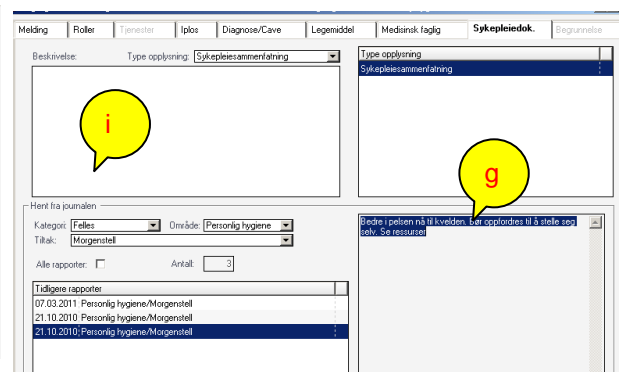 Melding Roller Tjenester Iplos Diagnose/Cave Legemiddel Medisinsk faglig Sykepleiedok. Begrunnelse
Beskrivelse: Type opplysning: Sykepleiesammenfatning
Type opplysning
Sykepleiesammenfatning
i
g
Hent fra journalen
Kategori: Felles Område: Personlig hygiene
Tiltak: Morgenstell
Alle rapporter: Antall: 3
Tidligere rapporter
07.03.2011 Personlig hygiene/Morgenstell
21.10.2010 Personlig hygiene/Morgenstell
21.10.2010 Personlig hygiene/Morgenstell
Bedre i pelsen nå til kvelden. Bør oppfordres til å stelle seg
selv. Se ressurser